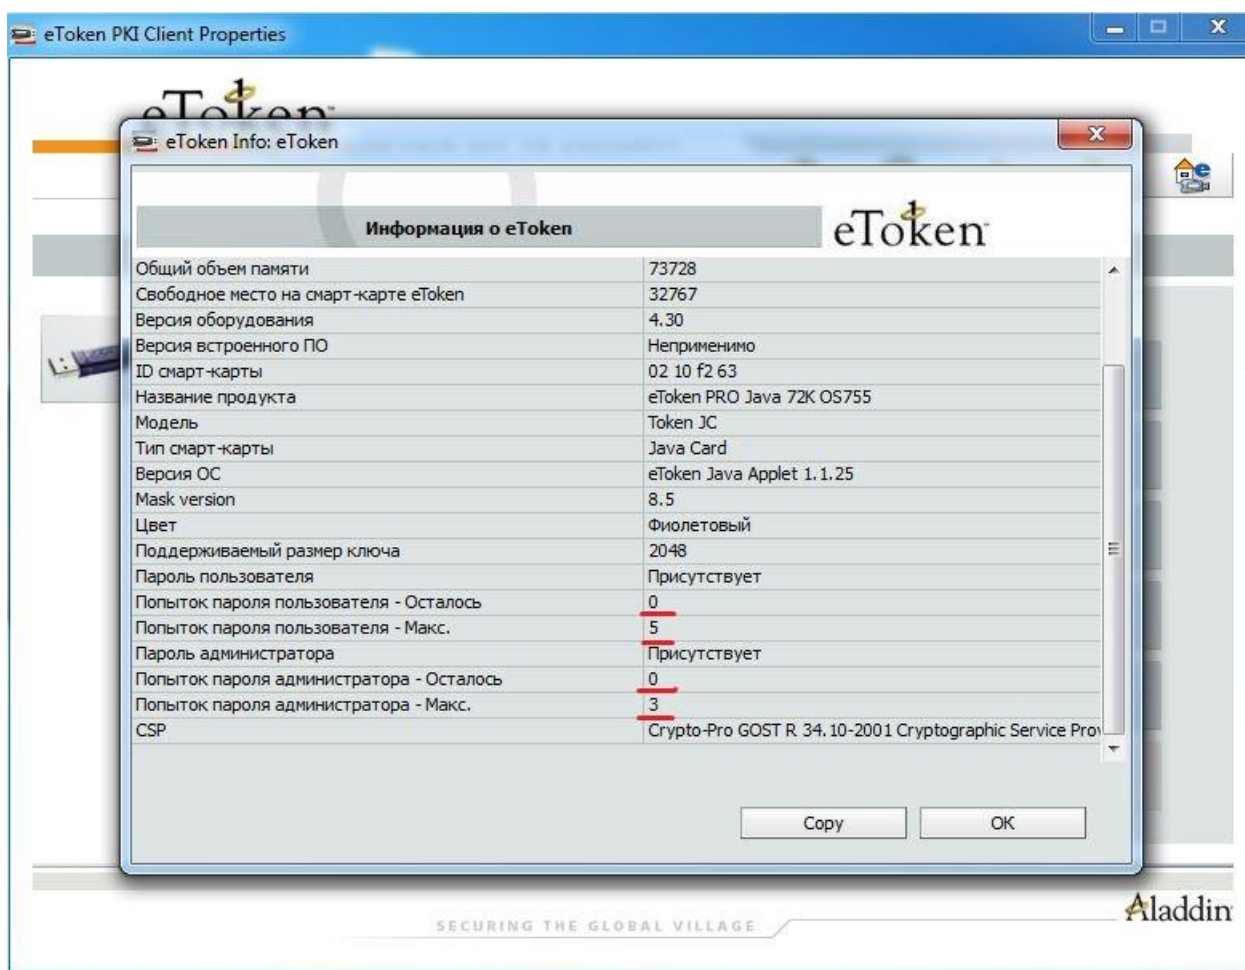 eToken PKI Client Properties
eToken
eToken Info: eToken
Информация о eToken
eToken
Общий объем памяти 73728
Свободное место на смарт-карте eToken 32767
Версия оборудования 4.30
Версия встроенного ПО Неприменимо
ID смарт-карты 02 10 f2 63
Название продукта eToken PRO Java 72K OS755
Модель Token JC
Тип смарт-карты Java Card
Версия ОС eToken Java Applet 1.1.25
Mask version 8.5
Цвет Фиолетовый
Поддерживаемый размер ключа 2048
Пароль пользователя Присутствует
Попыток пароля пользователя - Осталось 0
Попыток пароля пользователя - Макс. 5
Пароль администратора Присутствует
Попыток пароля администратора - Осталось 0
Попыток пароля администратора - Макс. 3
CSP Crypto-Pro GOST R 34.10-2001 Cryptographic Service Prov
Copy OK
Aladdin
SECURING THE GLOBAL VILLAGE